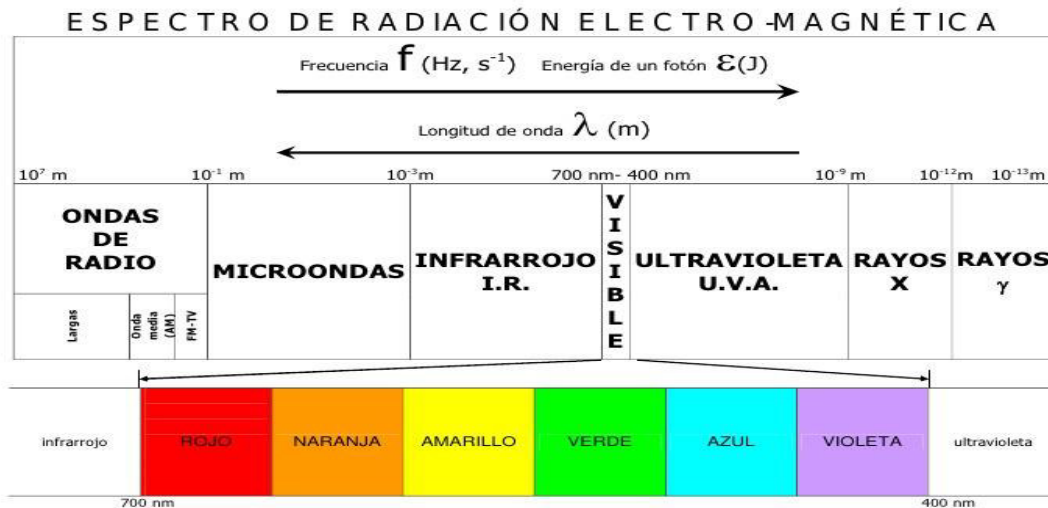 ESPECTRO DE RADIACIÓN ELECTRO-MAGNÉTICA
Frecuencia f (Hz, s⁻¹) Energía de un fotón ε(J)
Longitud de onda λ (m)
10⁷ m 10⁻¹ m 10⁻³m 700 nm- 400 nm 10⁻⁹ m 10⁻¹²m 10⁻¹³m
ONDAS
DE
RADIO
Largas
Onda
media
(AM)
FM-TV
MICROONDAS
INFRARROJO
I.R.
VISIBLE
ULTRAVIOLETA
U.V.A.
RAYOS
X
RAYOS
γ
infrarrojo ROJO NARANJA AMARILLO VERDE AZUL VIOLETA ultravioleta
700 nm 400 nm